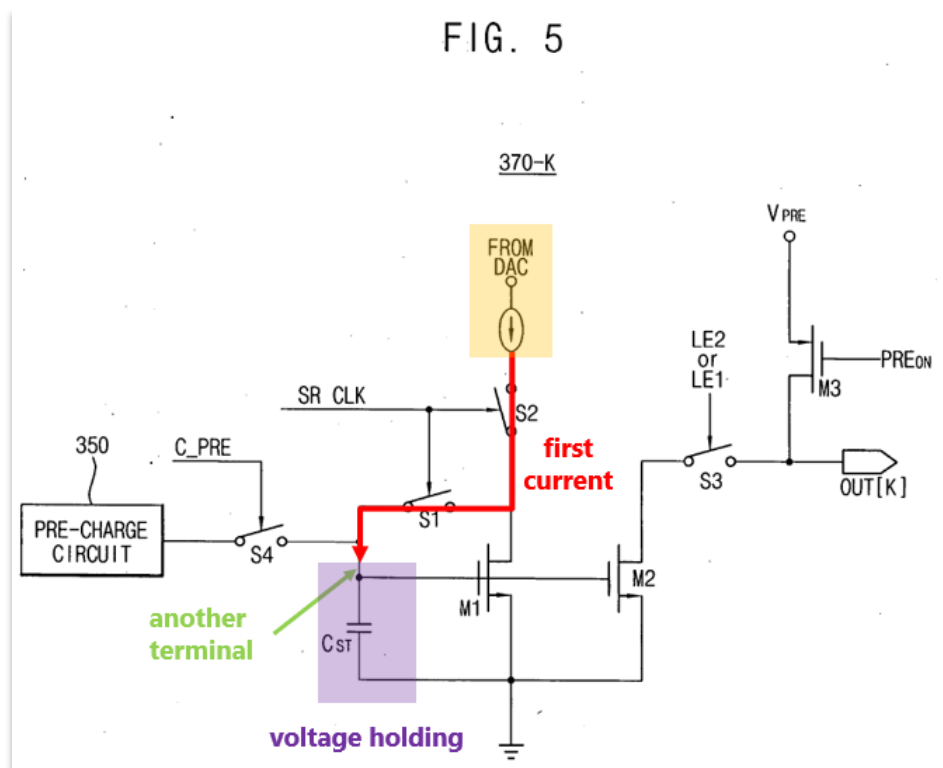 FIG. 5
370-K
VPRE
FROM
DAC
LE2
or
LE1
PREON
M3
SR CLK
S2
first
current
350
C_PRE
S3
OUT[K]
S1
PRE-CHARGE
CIRCUIT
S4
M1
M2
another
terminal
CST
voltage holding